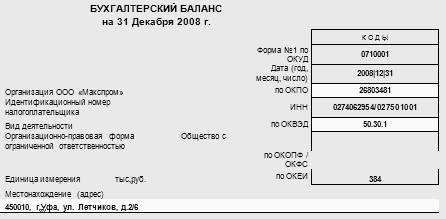 БУХГАЛТЕРСКИЙ БАЛАНС
на 31 Декабря 2008 г.
К О Д Ы
Форма №1 по ОКУД 0710001
Дата (год, месяц, число) 2008|12|31
Организация ООО «Макспром» по ОКПО 26803481
Идентификационный номер налогоплательщика ИНН 0274062954/027501001
Вид деятельности по ОКВЭД 50.30.1
Организационно-правовая форма Общество с
ограниченной ответственностью
по ОКОПФ / ОКФС
Единица измерения тыс,руб. по ОКЕИ 384
Местонахождение (адрес)
450010, г.Уфа, ул. Летчиков, д.2/6